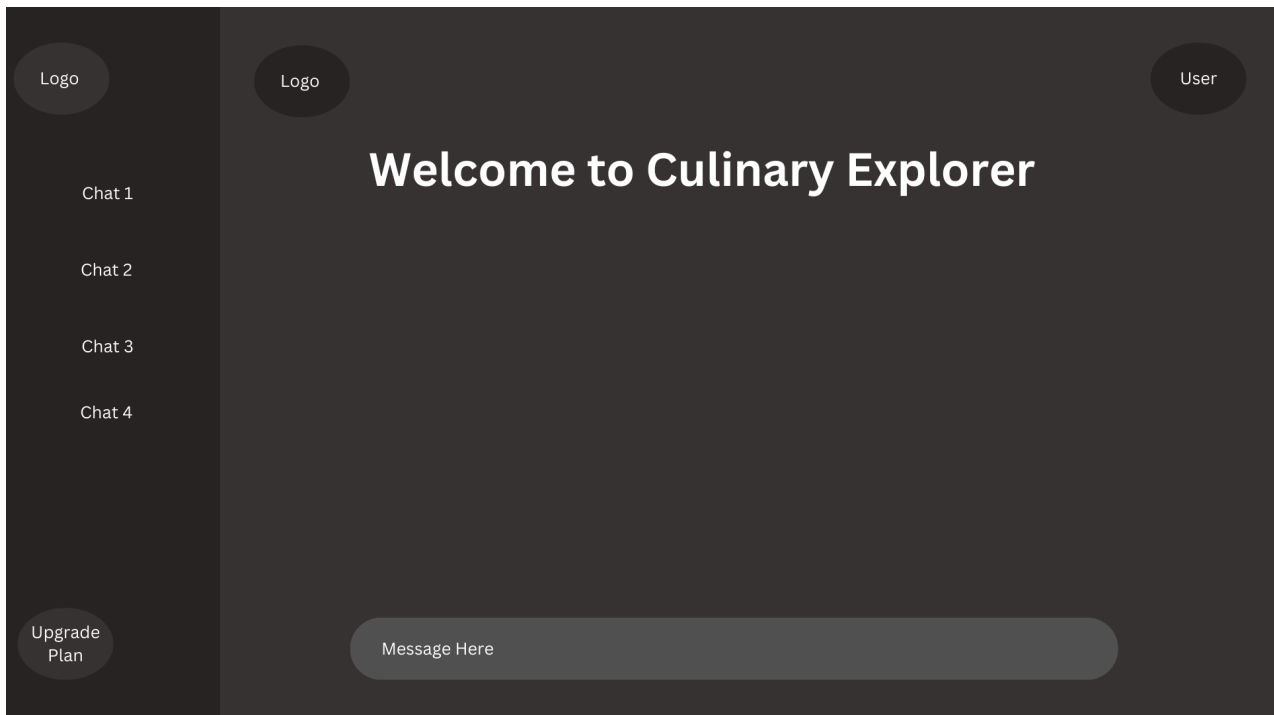 Logo
Chat 1
Chat 2
Chat 3
Chat 4
Upgrade
Plan
Logo
User
Welcome to Culinary Explorer
Message Here